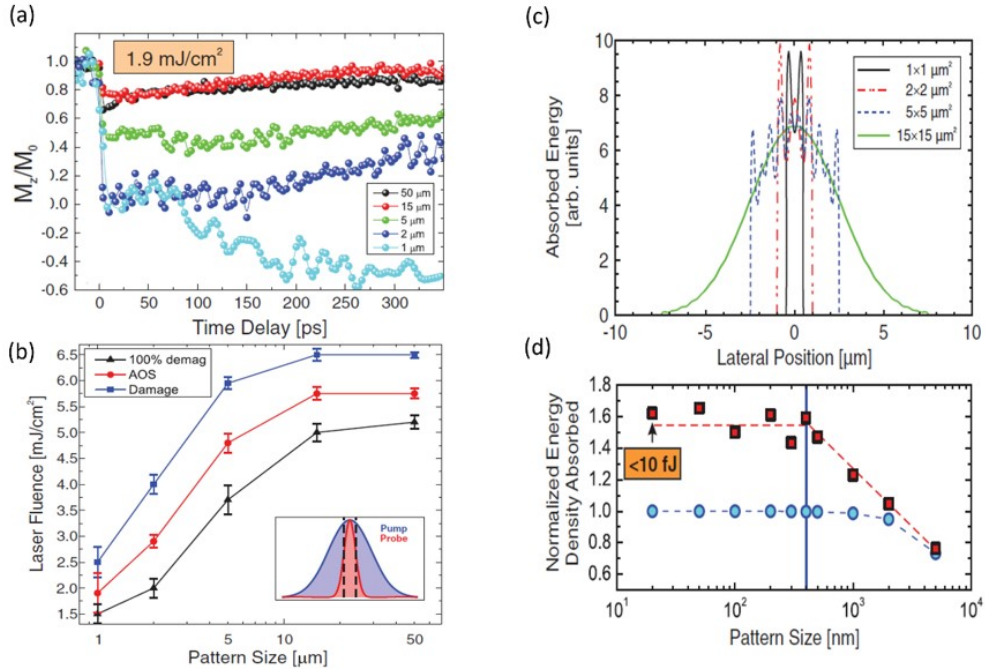 (a)
1.9 mJ/cm²
M_z/M_0
1.0
0.8
0.6
1.4
1.2
1.0
-0.2
-0.4
-0.6
50 μm
15 μm
5 μm
2 μm
1 μm
0 50 100 150 200 250 300
Time Delay [ps]
(b)
Laser Fluence [mJ/cm²]
6.5
6.0
5.5
5.0
4.5
4.0
3.5
3.0
2.5
2.0
1.5
100% demag
AOS
Damage
Pump
Probe
1 5 10 50
Pattern Size [μm]
(c)
Absorbed Energy
[arb. units]
10
8
6
4
2
0
1×1 μm²
2×2 μm²
5×5 μm²
15×15 μm²
-10 -5 0 5 10
Lateral Position [μm]
(d)
Normalized Energy
Density Absorbed
1.8
1.6
1.4
1.2
1.0
0.8
0.6
<10 fJ
10¹ 10² 10³ 10⁴
Pattern Size [nm]